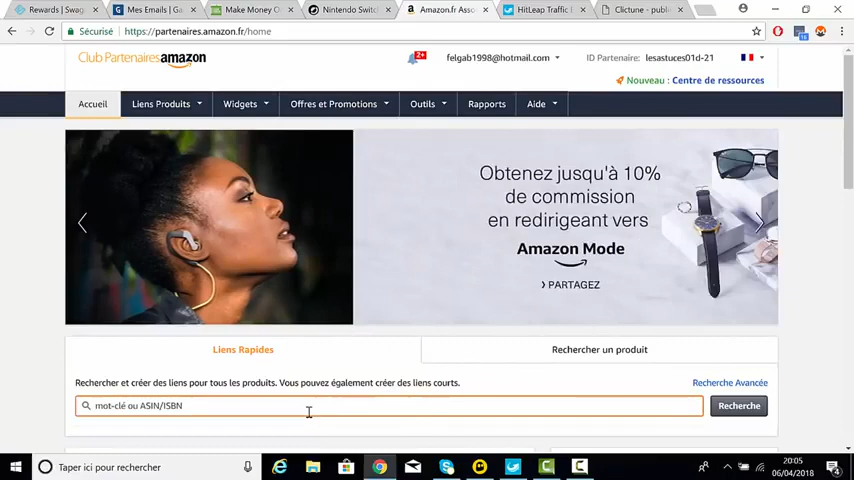 Rewards | Swag
Mes Emails | Ga
Make Money O
Nintendo Switc
Amazon.fr Asso
HitLeap Traffic E
Clictune - public
Sécurisé | https://partenaires.amazon.fr/home
16
Club Partenaires amazon
2+
felgab1998@hotmail.com
ID Partenaire: lesastuces01d-21
Nouveau : Centre de ressources
Accueil
Liens Produits
Widgets
Offres et Promotions
Outils
Rapports
Aide
Obtenez jusqu'à 10%
de commission
en redirigeant vers
Amazon Mode
❯ PARTAGEZ
Liens Rapides
Rechercher un produit
Rechercher et créer des liens pour tous les produits. Vous pouvez également créer des liens courts.
Recherche Avancée
mot-clé ou ASIN/ISBN
Recherche
Taper ici pour rechercher
20:05
06/04/2018
4